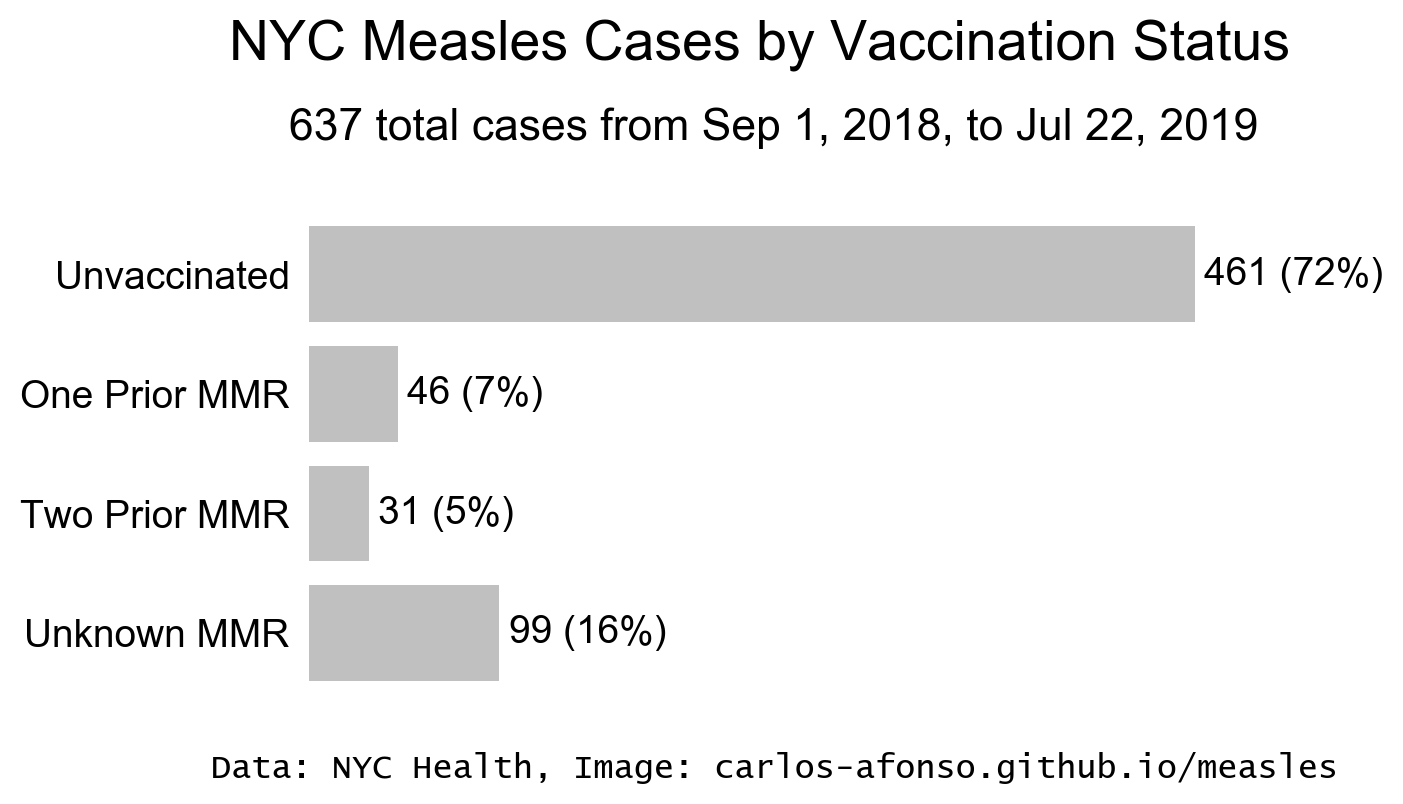 NYC Measles Cases by Vaccination Status
637 total cases from Sep 1, 2018, to Jul 22, 2019
Unvaccinated 461 (72%)
One Prior MMR 46 (7%)
Two Prior MMR 31 (5%)
Unknown MMR 99 (16%)
Data: NYC Health, Image: carlos-afonso.github.io/measles